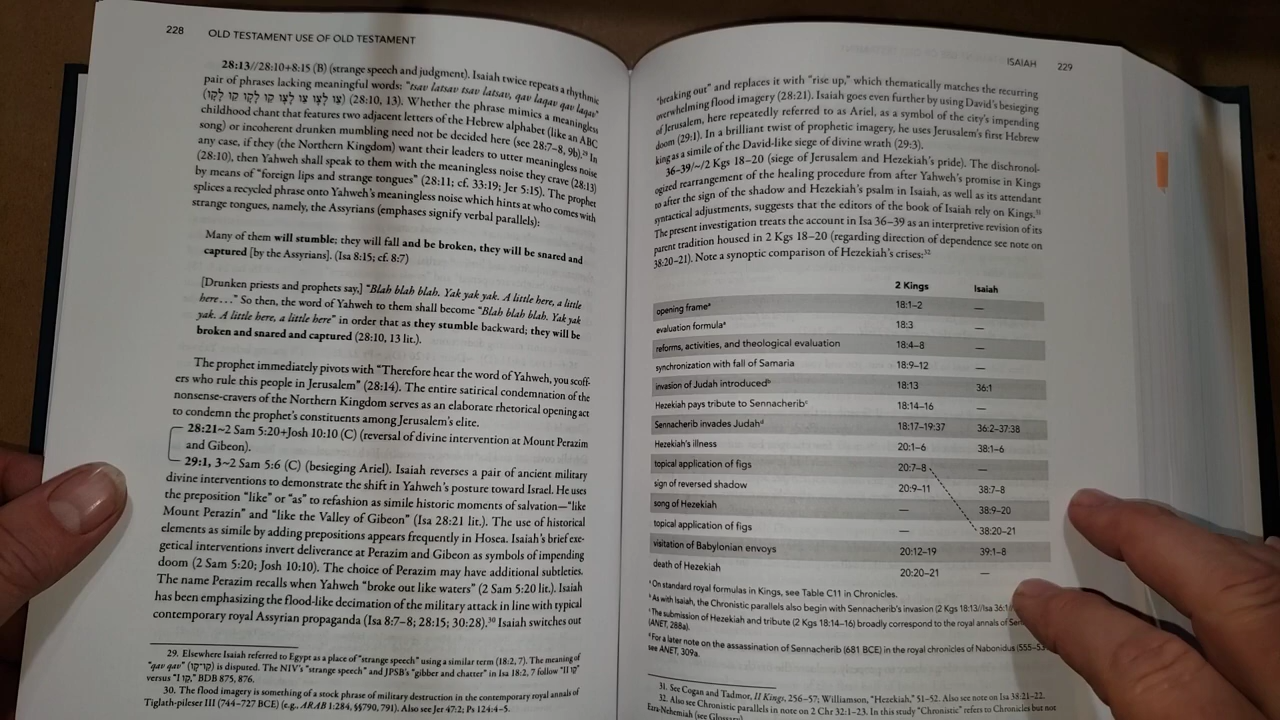 228 OLD TESTAMENT USE OF OLD TESTAMENT
28:13//28:10+8:15 (B) (strange speech and judgment). Isaiah twice repeats a rhythmic
pair of phrases lacking meaningful words: "tsav latsav tsav latsav, qav laqav qav laqav"
(צַו לָצָו צַו לָצָו קַו לָקָו קַו לָקָו) (28:10, 13). Whether the phrase mimics a meaningless
childhood chant that features two adjacent letters of the Hebrew alphabet (like an ABC
song) or incoherent drunken mumbling need not be decided here (see 28:7–8, 9b).²⁹ In
any case, if they (the Northern Kingdom) want their leaders to utter meaningless noise
(28:10), then Yahweh shall speak to them with the meaningless noise they crave (28:13)
by means of "foreign lips and strange tongues" (28:11; cf. 33:19; Jer 5:15). The prophet
splices a recycled phrase onto Yahweh's meaningless noise which hints at who comes with
strange tongues, namely, the Assyrians (emphases signify verbal parallels):
Many of them will stumble; they will fall and be broken, they will be snared and
captured [by the Assyrians]. (Isa 8:15; cf. 8:7)
[Drunken priests and prophets say,] "Blah blah blah. Yak yak yak. A little here, a little
here . . ." So then, the word of Yahweh to them shall become "Blah blah blah. Yak yak
yak. A little here, a little there" in order that as they stumble backward; they will be
broken and snared and captured (28:10, 13 lit.).
The prophet immediately pivots with "Therefore hear the word of Yahweh, you scoff-
ers who rule this people in Jerusalem" (28:14). The entire satirical condemnation of the
nonsense-cravers of the Northern Kingdom serves as an elaborate rhetorical opening act
to condemn the prophet's constituents among Jerusalem's elite.
28:21~2 Sam 5:20+Josh 10:10 (C) (reversal of divine intervention at Mount Perazim
and Gibeon).
29:1, 3~2 Sam 5:6 (C) (besieging Ariel). Isaiah reverses a pair of ancient military
divine interventions to demonstrate the shift in Yahweh's posture toward Israel. He uses
the preposition "like" or "as" to refashion as simile historic moments of salvation—"like
Mount Perazin" and "like the Valley of Gibeon" (Isa 28:21 lit.). The use of historical
elements as simile by adding prepositions appears frequently in Hosea. Isaiah's brief exe-
getical interventions invert deliverance at Perazim and Gibeon as symbols of impending
doom (2 Sam 5:20; Josh 10:10). The choice of Perazim may have additional subtleties.
The name Perazim recalls when Yahweh "broke out like waters" (2 Sam 5:20 lit.). Isaiah
has been emphasizing the flood-like decimation of the military attack in line with typical
contemporary royal Assyrian propaganda (Isa 8:7–8; 28:15; 30:28).³⁰ Isaiah switches out
29. Elsewhere Isaiah referred to Egypt as a place of "strange speech" using a similar term (18:2, 7). The meaning of
"qav qav" (קַו־קָו) is disputed. The NIV's "strange speech" and JPSB's "gibber and chatter" in Isa 18:2, 7 follow "II קו"
versus "I קו," BDB 875, 876.
30. The flood imagery is something of a stock phrase of military destruction in the contemporary royal annals of
Tiglath-pileser III (744–727 BCE) (e.g., ARAB 1:284, §§790, 791). Also see Jer 47:2; Ps 124:4–5.
ISAIAH 229
"breaking out" and replaces it with "rise up," which thematically matches the recurring
overwhelming flood imagery (28:21). Isaiah goes even further by using David's besieging
of Jerusalem, here repeatedly referred to as Ariel, as a symbol of the city's impending
doom (29:1). In a brilliant twist of prophetic imagery, he uses Jerusalem's first Hebrew
king as a simile of the David-like siege of divine wrath (29:3).
36–39/~/2 Kgs 18–20 (siege of Jerusalem and Hezekiah's pride). The dischronol-
ogized rearrangement of the healing procedure from after Yahweh's promise in Kings
to after the sign of the shadow and Hezekiah's psalm in Isaiah, as well as its attendant
syntactical adjustments, suggests that the editors of the book of Isaiah rely on Kings.³¹
The present investigation treats the account in Isa 36–39 as an interpretive revision of its
parent tradition housed in 2 Kgs 18–20 (regarding direction of dependence see note on
38:20–21). Note a synoptic comparison of Hezekiah's crises:³²
2 Kings Isaiah
opening frameᵃ 18:1–2 —
evaluation formulaᵃ 18:3 —
reforms, activities, and theological evaluation 18:4–8 —
synchronization with fall of Samaria 18:9–12 —
invasion of Judah introducedᵇ 18:13 36:1
Hezekiah pays tribute to Sennacheribᶜ 18:14–16 —
Sennacherib invades Judahᵈ 18:17–19:37 36:2–37:38
Hezekiah's illness 20:1–6 38:1–6
topical application of figs 20:7–8 —
sign of reversed shadow 20:9–11 38:7–8
song of Hezekiah — 38:9–20
topical application of figs — 38:20–21
visitation of Babylonian envoys 20:12–19 39:1–8
death of Hezekiah 20:20–21 —
ᵃ On standard royal formulas in Kings, see Table C11 in Chronicles.
ᵇ As with Isaiah, the Chronistic parallels also begin with Sennacherib's invasion (2 Kgs 18:13//Isa 36:1//
ᶜ The submission of Hezekiah and tribute (2 Kgs 18:14–16) broadly correspond to the royal annals of
(ANET, 288a).
ᵈ For a later note on the assassination of Sennacherib (681 BCE) in the royal chronicles of Nabonidus (555–53
see ANET, 309a.
31. See Cogan and Tadmor, II Kings, 256–57; Williamson, "Hezekiah," 51–52. Also see note on Isa 38:21–22.
32. Also see Chronistic parallels in note on 2 Chr 32:1–23. In this study "Chronistic" refers to Chronicles but not
Ezra-Nehemiah (see